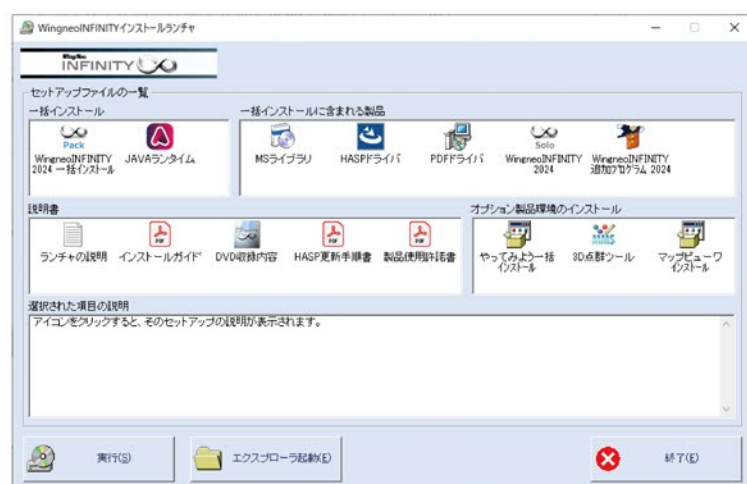 WingneoINFINITYインストールランチャ
WingNeo
INFINITY
セットアップファイルの一覧
一括インストール
一括インストールに含まれる製品
Pack
WingneoINFINITY
2024 一括インストール
JAVAランタイム
MSライブラリ
HASPドライバ
PDFドライバ
Solo
WingneoINFINITY
2024
WingneoINFINITY
追加プログラム 2024
説明書
オプション製品環境のインストール
ランチャの説明
PDF
インストールガイド
DVD収録内容
PDF
HASP更新手順書
PDF
製品使用許諾書
やってみよう一括
インストール
3D点群ツール
マップビューワ
インストール
選択された項目の説明
アイコンをクリックすると、そのセットアップの説明が表示されます。
実行(S)
エクスプローラ起動(E)
終了(E)